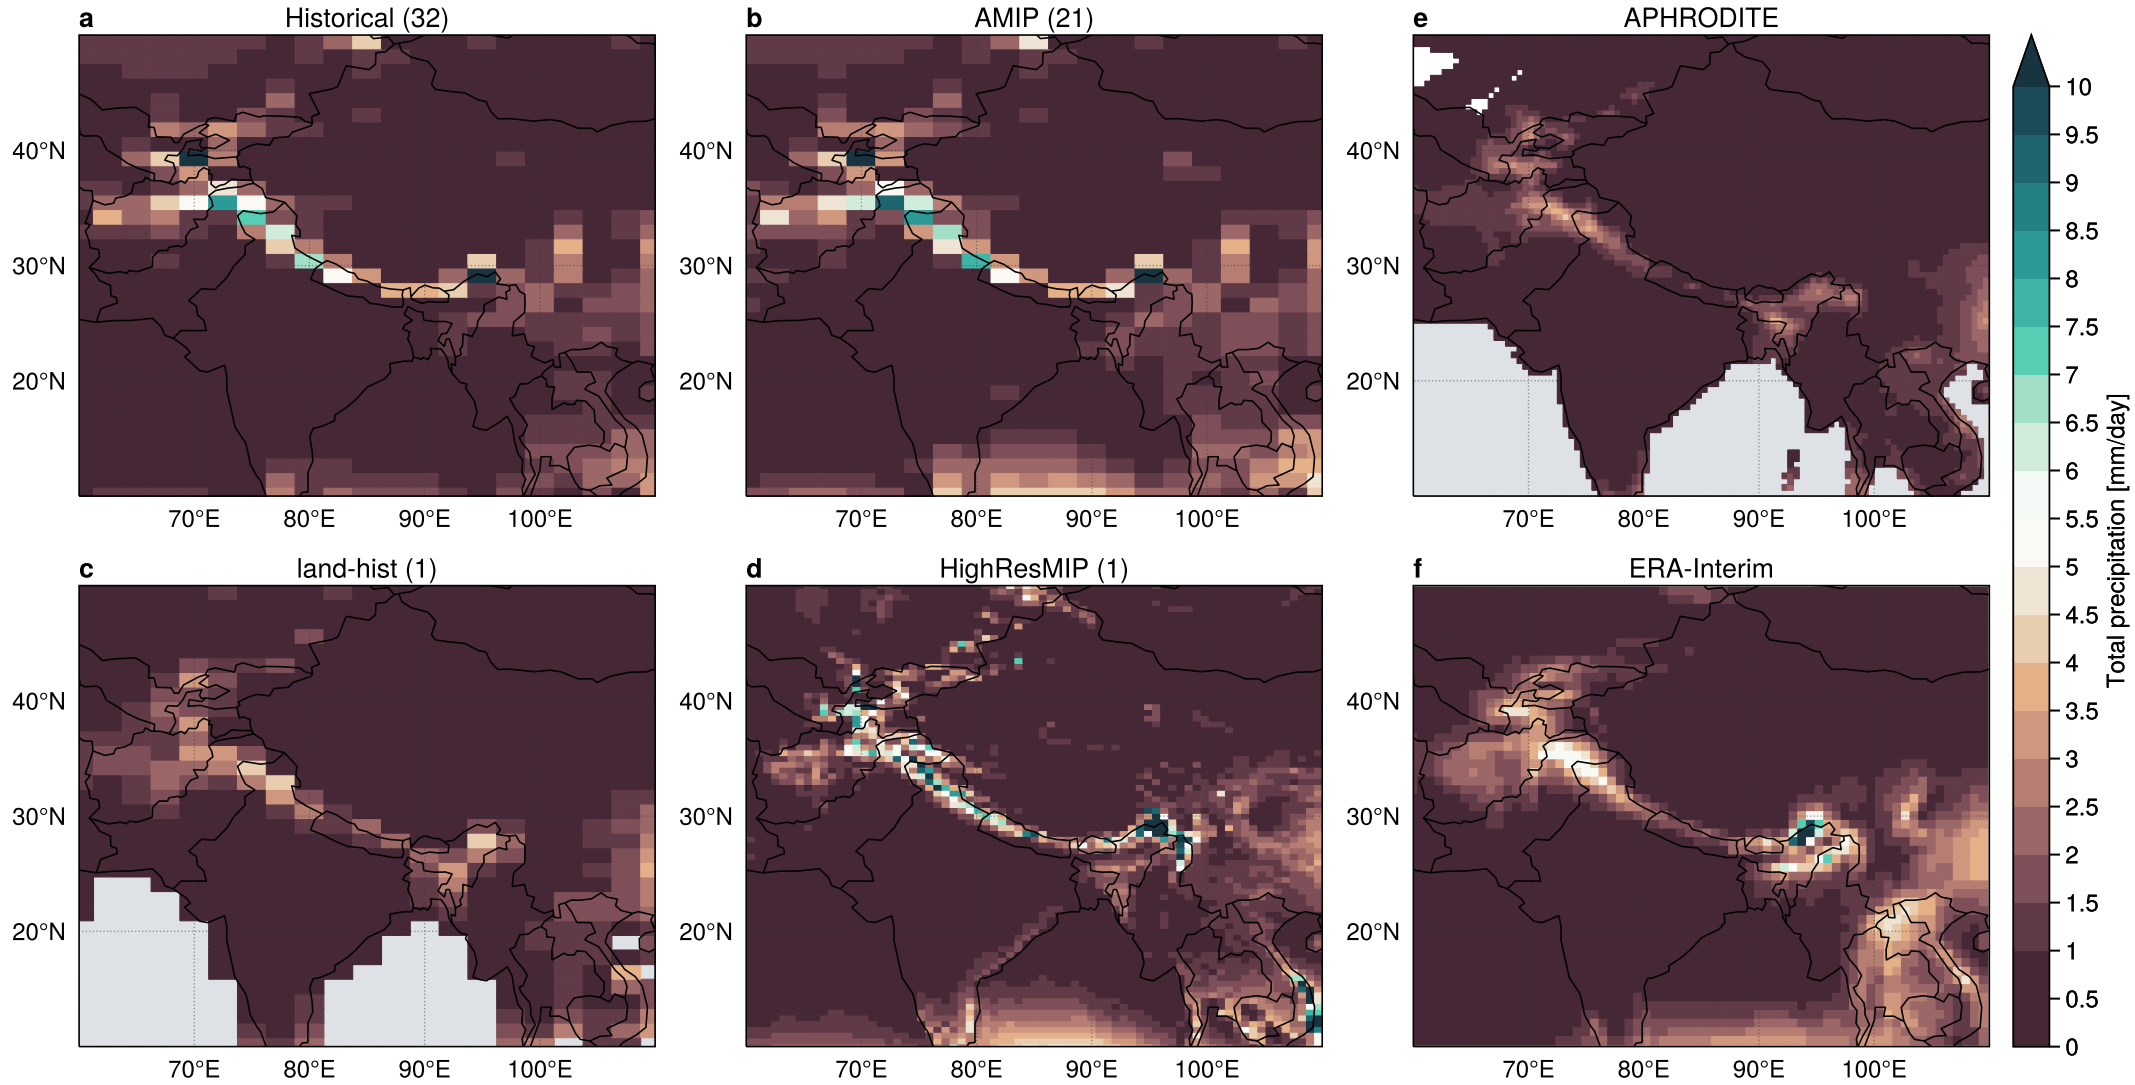 a Historical (32)
b AMIP (21)
e APHRODITE
40°N
30°N
20°N
70°E 80°E 90°E 100°E
40°N
30°N
20°N
70°E 80°E 90°E 100°E
40°N
30°N
20°N
70°E 80°E 90°E 100°E
c land-hist (1)
d HighResMIP (1)
f ERA-Interim
40°N
30°N
20°N
70°E 80°E 90°E 100°E
40°N
30°N
20°N
70°E 80°E 90°E 100°E
40°N
30°N
20°N
70°E 80°E 90°E 100°E
10
9.5
9
8.5
8
7.5
7
6.5
6
5.5
5
4.5
4
3.5
3
2.5
2
1.5
1
0.5
0
Total precipitation [mm/day]